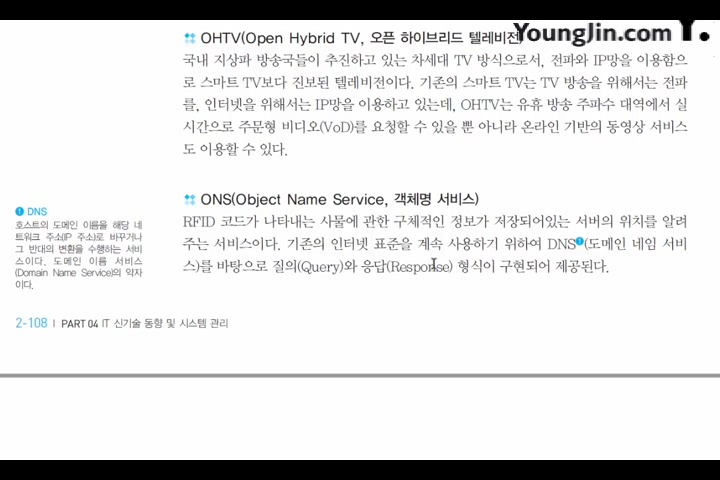 YoungJin.com Y.
OHTV(Open Hybrid TV, 오픈 하이브리드 텔레비전
국내 지상파 방송국들이 추진하고 있는 차세대 TV 방식으로서, 전파와 IP망을 이용함으
로 스마트 TV보다 진보된 텔레비전이다. 기존의 스마트 TV는 TV 방송을 위해서는 전파
를, 인터넷을 위해서는 IP망을 이용하고 있는데, OHTV는 유휴 방송 주파수 대역에서 실
시간으로 주문형 비디오(VoD)를 요청할 수 있을 뿐 아니라 온라인 기반의 동영상 서비스
도 이용할 수 있다.
ONS(Object Name Service, 객체명 서비스)
RFID 코드가 나타내는 사물에 관한 구체적인 정보가 저장되어있는 서버의 위치를 알려
주는 서비스이다. 기존의 인터넷 표준을 계속 사용하기 위하여 DNS❶(도메인 네임 서비
스)를 바탕으로 질의(Query)와 응답(Response) 형식이 구현되어 제공된다.
❶ DNS
호스트의 도메인 이름을 해당 네
트워크 주소(IP 주소)로 바꾸거나
그 반대의 변환을 수행하는 서비
스이다. 도메인 이름 서비스
(Domain Name Service)의 약자
이다.
2-108 | PART 04 IT 신기술 동향 및 시스템 관리